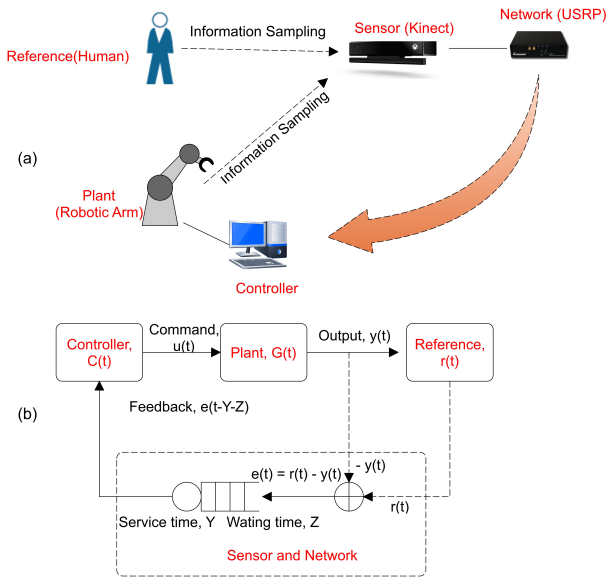 Information Sampling
Network (USRP)
Sensor (Kinect)
Reference(Human)
Information Sampling
(a)
Plant
(Robotic Arm)
Controller
Controller,
C(t)
Command,
u(t)
Plant, G(t)
Output, y(t)
Reference,
r(t)
(b)
Feedback, e(t-Y-Z)
e(t) = r(t) - y(t)
- y(t)
r(t)
Service time, Y
Wating time, Z
Sensor and Network